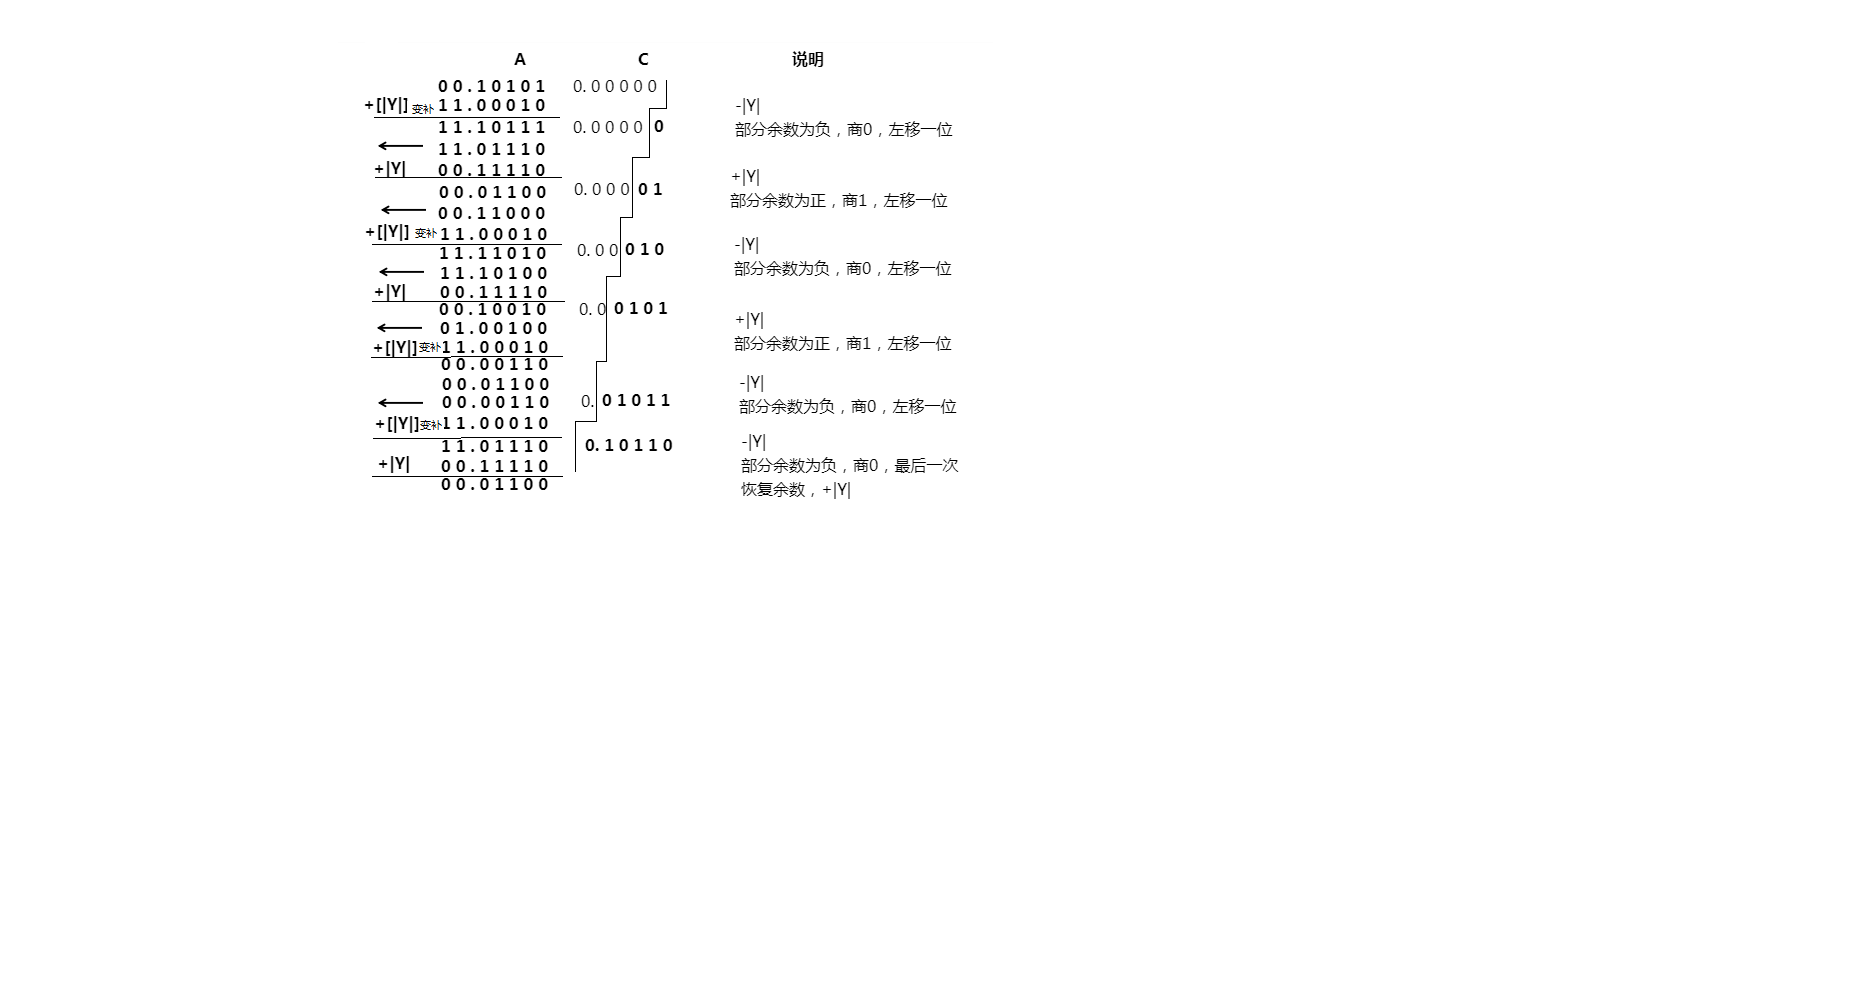 A C 说明
00.10101 0.00000
+[|Y|]变补 11.00010 -|Y|
11.10111 0.0000 0 部分余数为负，商0，左移一位
← 11.01110
+|Y| 00.11110 +|Y|
00.01100 0.000 01 部分余数为正，商1，左移一位
← 00.11000
+[|Y|] 变补 11.00010 -|Y|
11.11010 0.00 010 部分余数为负，商0，左移一位
← 11.10100
+|Y| 00.11110
00.10010 0.0 0101 +|Y|
← 01.00100 部分余数为正，商1，左移一位
+[|Y|]变补 11.00010
00.00110
00.01100 -|Y|
← 00.00110 0. 01011 部分余数为负，商0，左移一位
+[|Y|]变补 11.00010
11.01110 0.10110 -|Y|
+|Y| 00.11110 部分余数为负，商0，最后一次
00.01100 恢复余数，+|Y|